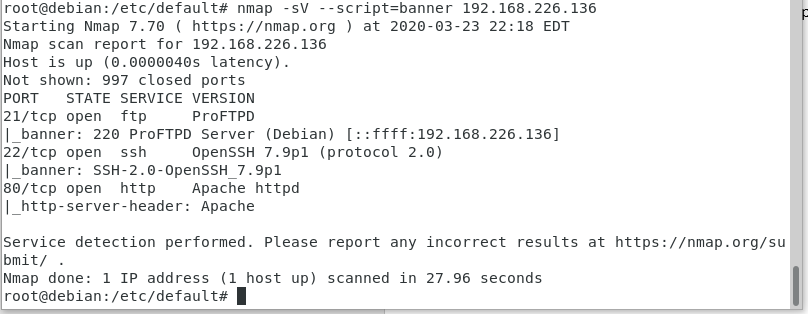 root@debian:/etc/default# nmap -sV --script=banner 192.168.226.136
Starting Nmap 7.70 ( https://nmap.org ) at 2020-03-23 22:18 EDT
Nmap scan report for 192.168.226.136
Host is up (0.0000040s latency).
Not shown: 997 closed ports
PORT   STATE SERVICE VERSION
21/tcp open  ftp     ProFTPD
|_banner: 220 ProFTPD Server (Debian) [::ffff:192.168.226.136]
22/tcp open  ssh     OpenSSH 7.9p1 (protocol 2.0)
|_banner: SSH-2.0-OpenSSH_7.9p1
80/tcp open  http    Apache httpd
|_http-server-header: Apache

Service detection performed. Please report any incorrect results at https://nmap.org/su
bmit/ .
Nmap done: 1 IP address (1 host up) scanned in 27.96 seconds
root@debian:/etc/default#